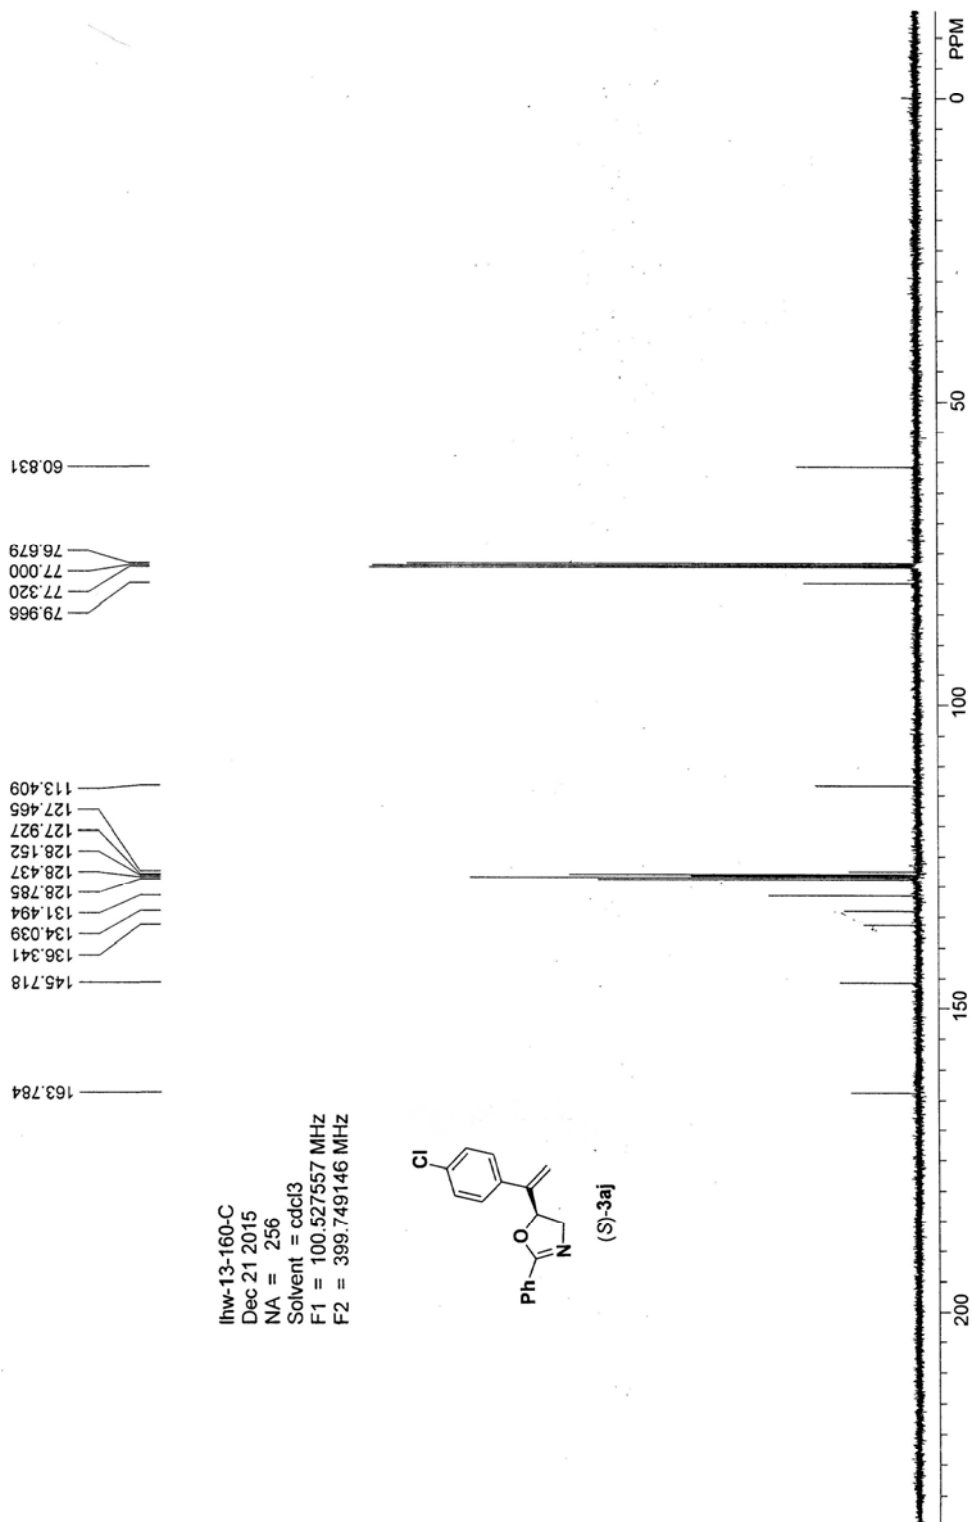 163.784
145.718
136.341
134.039
131.494
128.785
128.437
128.152
127.927
127.465
113.409
79.966
77.320
77.000
76.679
60.831
lhw-13-160-C
Dec 21 2015
NA = 256
Solvent = cdcl3
F1 = 100.527557 MHz
F2 = 399.749146 MHz
Cl
O
Ph
N
(S)-3aj
200
150
100
50
0
PPM